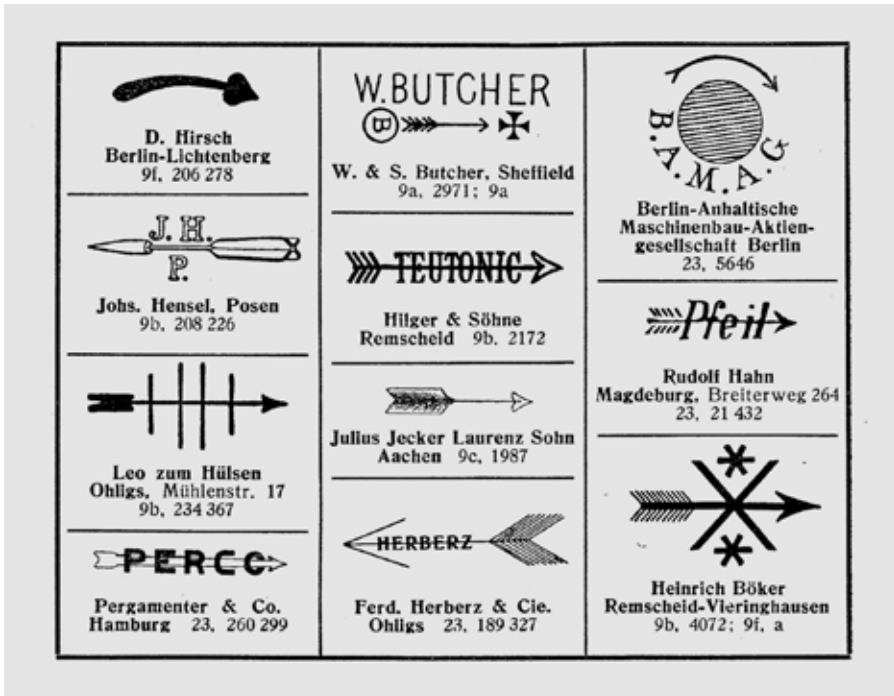 D. Hirsch
Berlin-Lichtenberg
9f, 206 278
J. H.
P.
Johs. Hensel, Posen
9b, 208 226
Leo zum Hülsen
Ohligs, Mühlenstr. 17
9b, 234 367
PERCO
Pergamenter & Co.
Hamburg 23, 260 299
W. BUTCHER
B
W. & S. Butcher, Sheffield
9a, 2971; 9a
TEUTONIC
Hilger & Söhne
Remscheid 9b. 2172
Julius Jecker Laurenz Sohn
Aachen 9c, 1987
HERBERZ
Ferd. Herberz & Cie.
Ohligs 23, 189 327
B.A.M.A.G
Berlin-Anhaltische
Maschinenbau-Aktien-
gesellschaft Berlin
23, 5646
Pfeil
Rudolf Hahn
Magdeburg, Breiterweg 264
23, 21 432
Heinrich Böker
Remscheid-Vieringhausen
9b, 4072; 9f, a